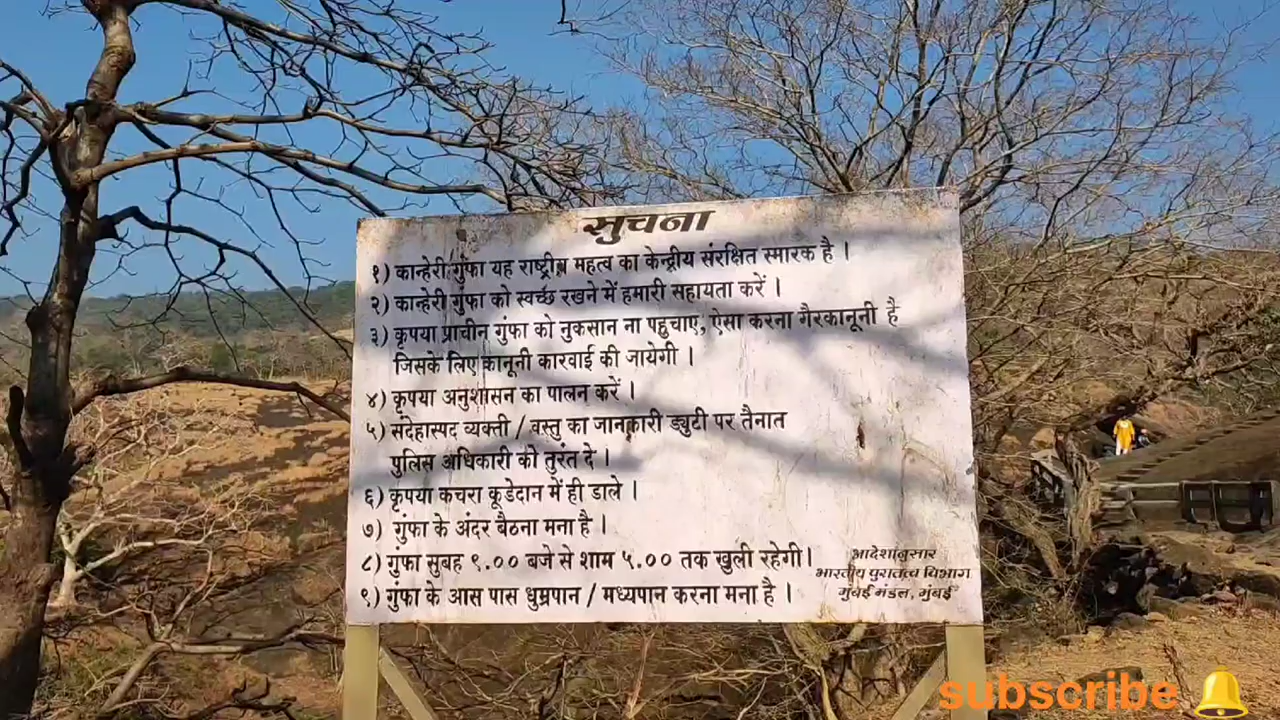 सुचना
१) कान्हेरी गुंफा यह राष्ट्रीय महत्व का केन्द्रीय संरक्षित स्मारक है ।
२) कान्हेरी गुंफा को स्वच्छ रखने में हमारी सहायता करें ।
३) कृपया प्राचीन गुंफा को नुकसान ना पहुचाए, ऐसा करना गैरकानूनी है
जिसके लिए कानूनी कारवाई की जायेगी ।
४) कृपया अनुशासन का पालन करें ।
५) संदेहास्पद व्यक्ती / वस्तु का जानकारी ड्युटी पर तैनात
पुलिस अधिकारी को तुरंत दे ।
६) कृपया कचरा कूडेदान में ही डाले ।
७) गुंफा के अंदर बैठना मना है ।
८) गुंफा सुबह ९.०० बजे से शाम ५.०० तक खुली रहेगी।
९) गुंफा के आस पास धुम्रपान / मध्यपान करना मना है ।
आदेशानुसार
भारतीय पुरातत्व विभाग
मुंबई मंडल, मुंबई
subscribe